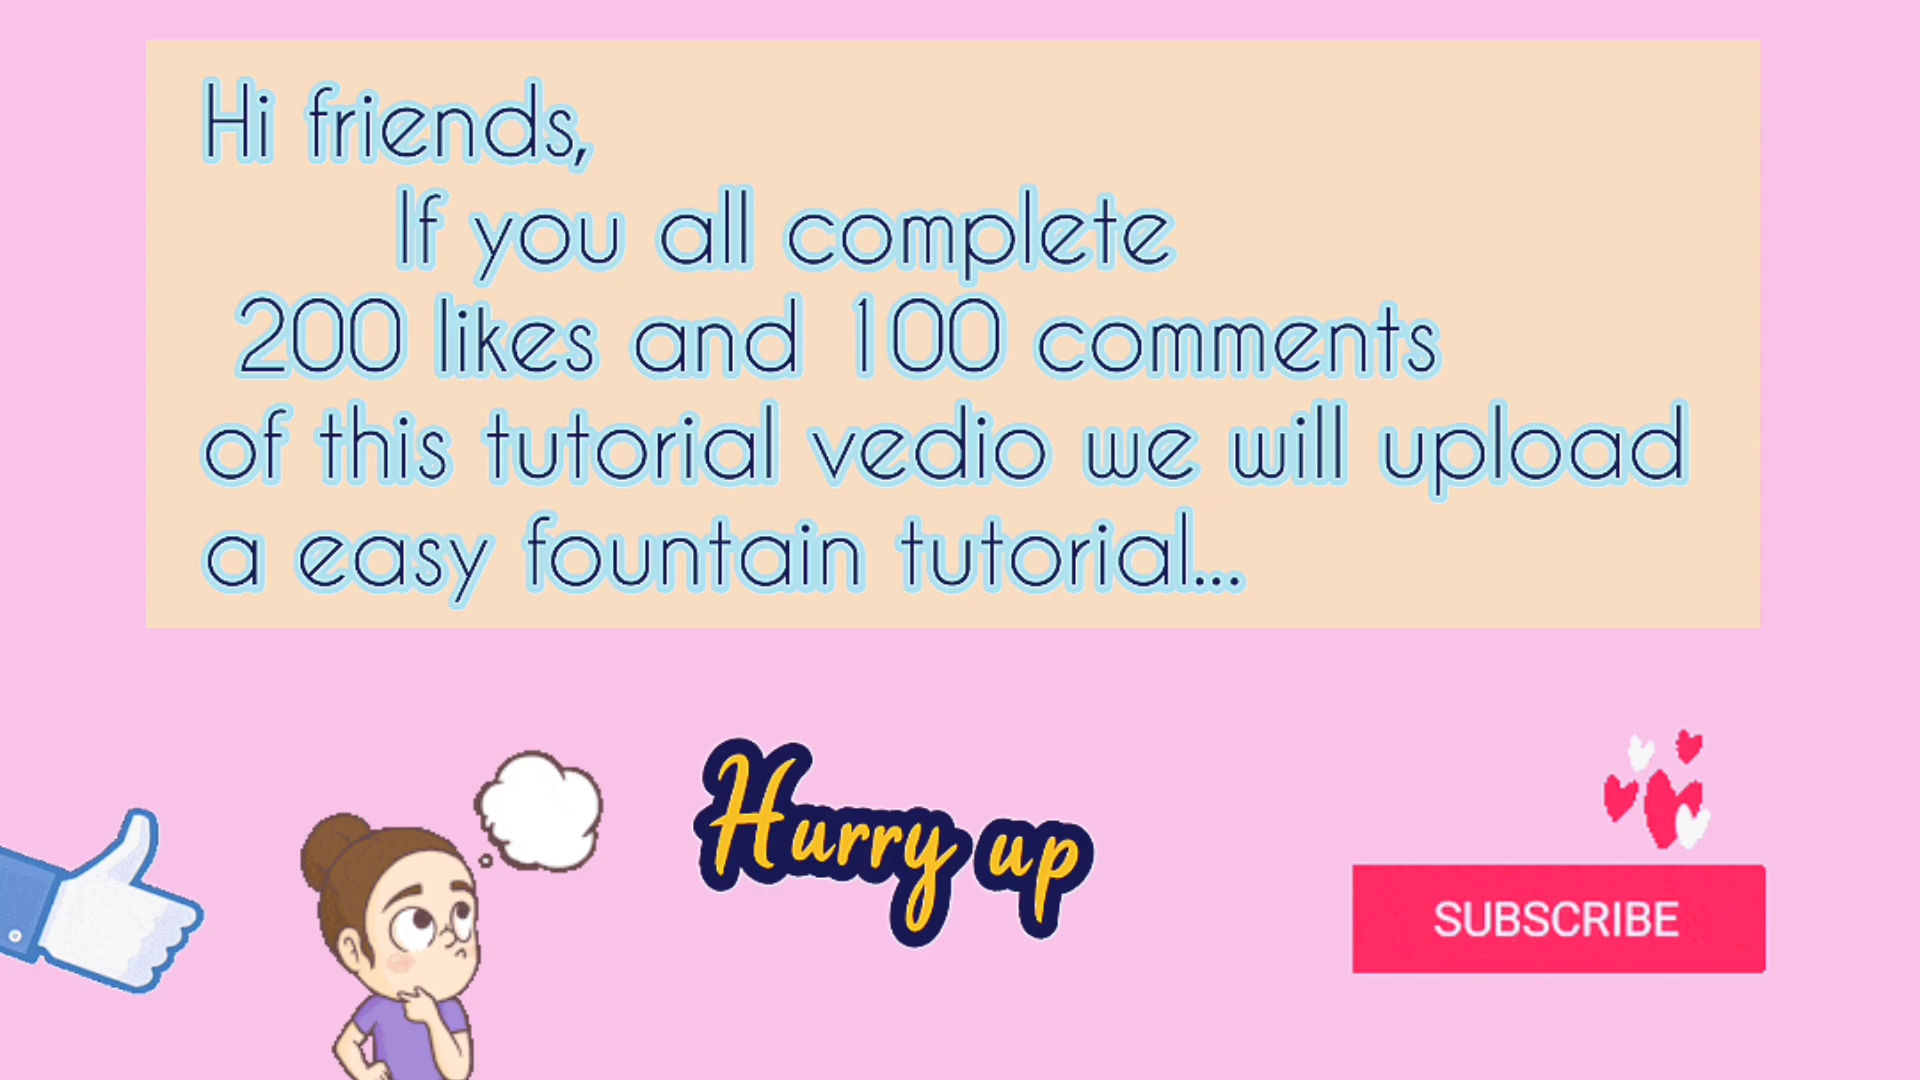 Hi friends,
If you all complete
200 likes and 100 comments
of this tutorial vedio we will upload
a easy fountain tutorial...
Hurry up
SUBSCRIBE